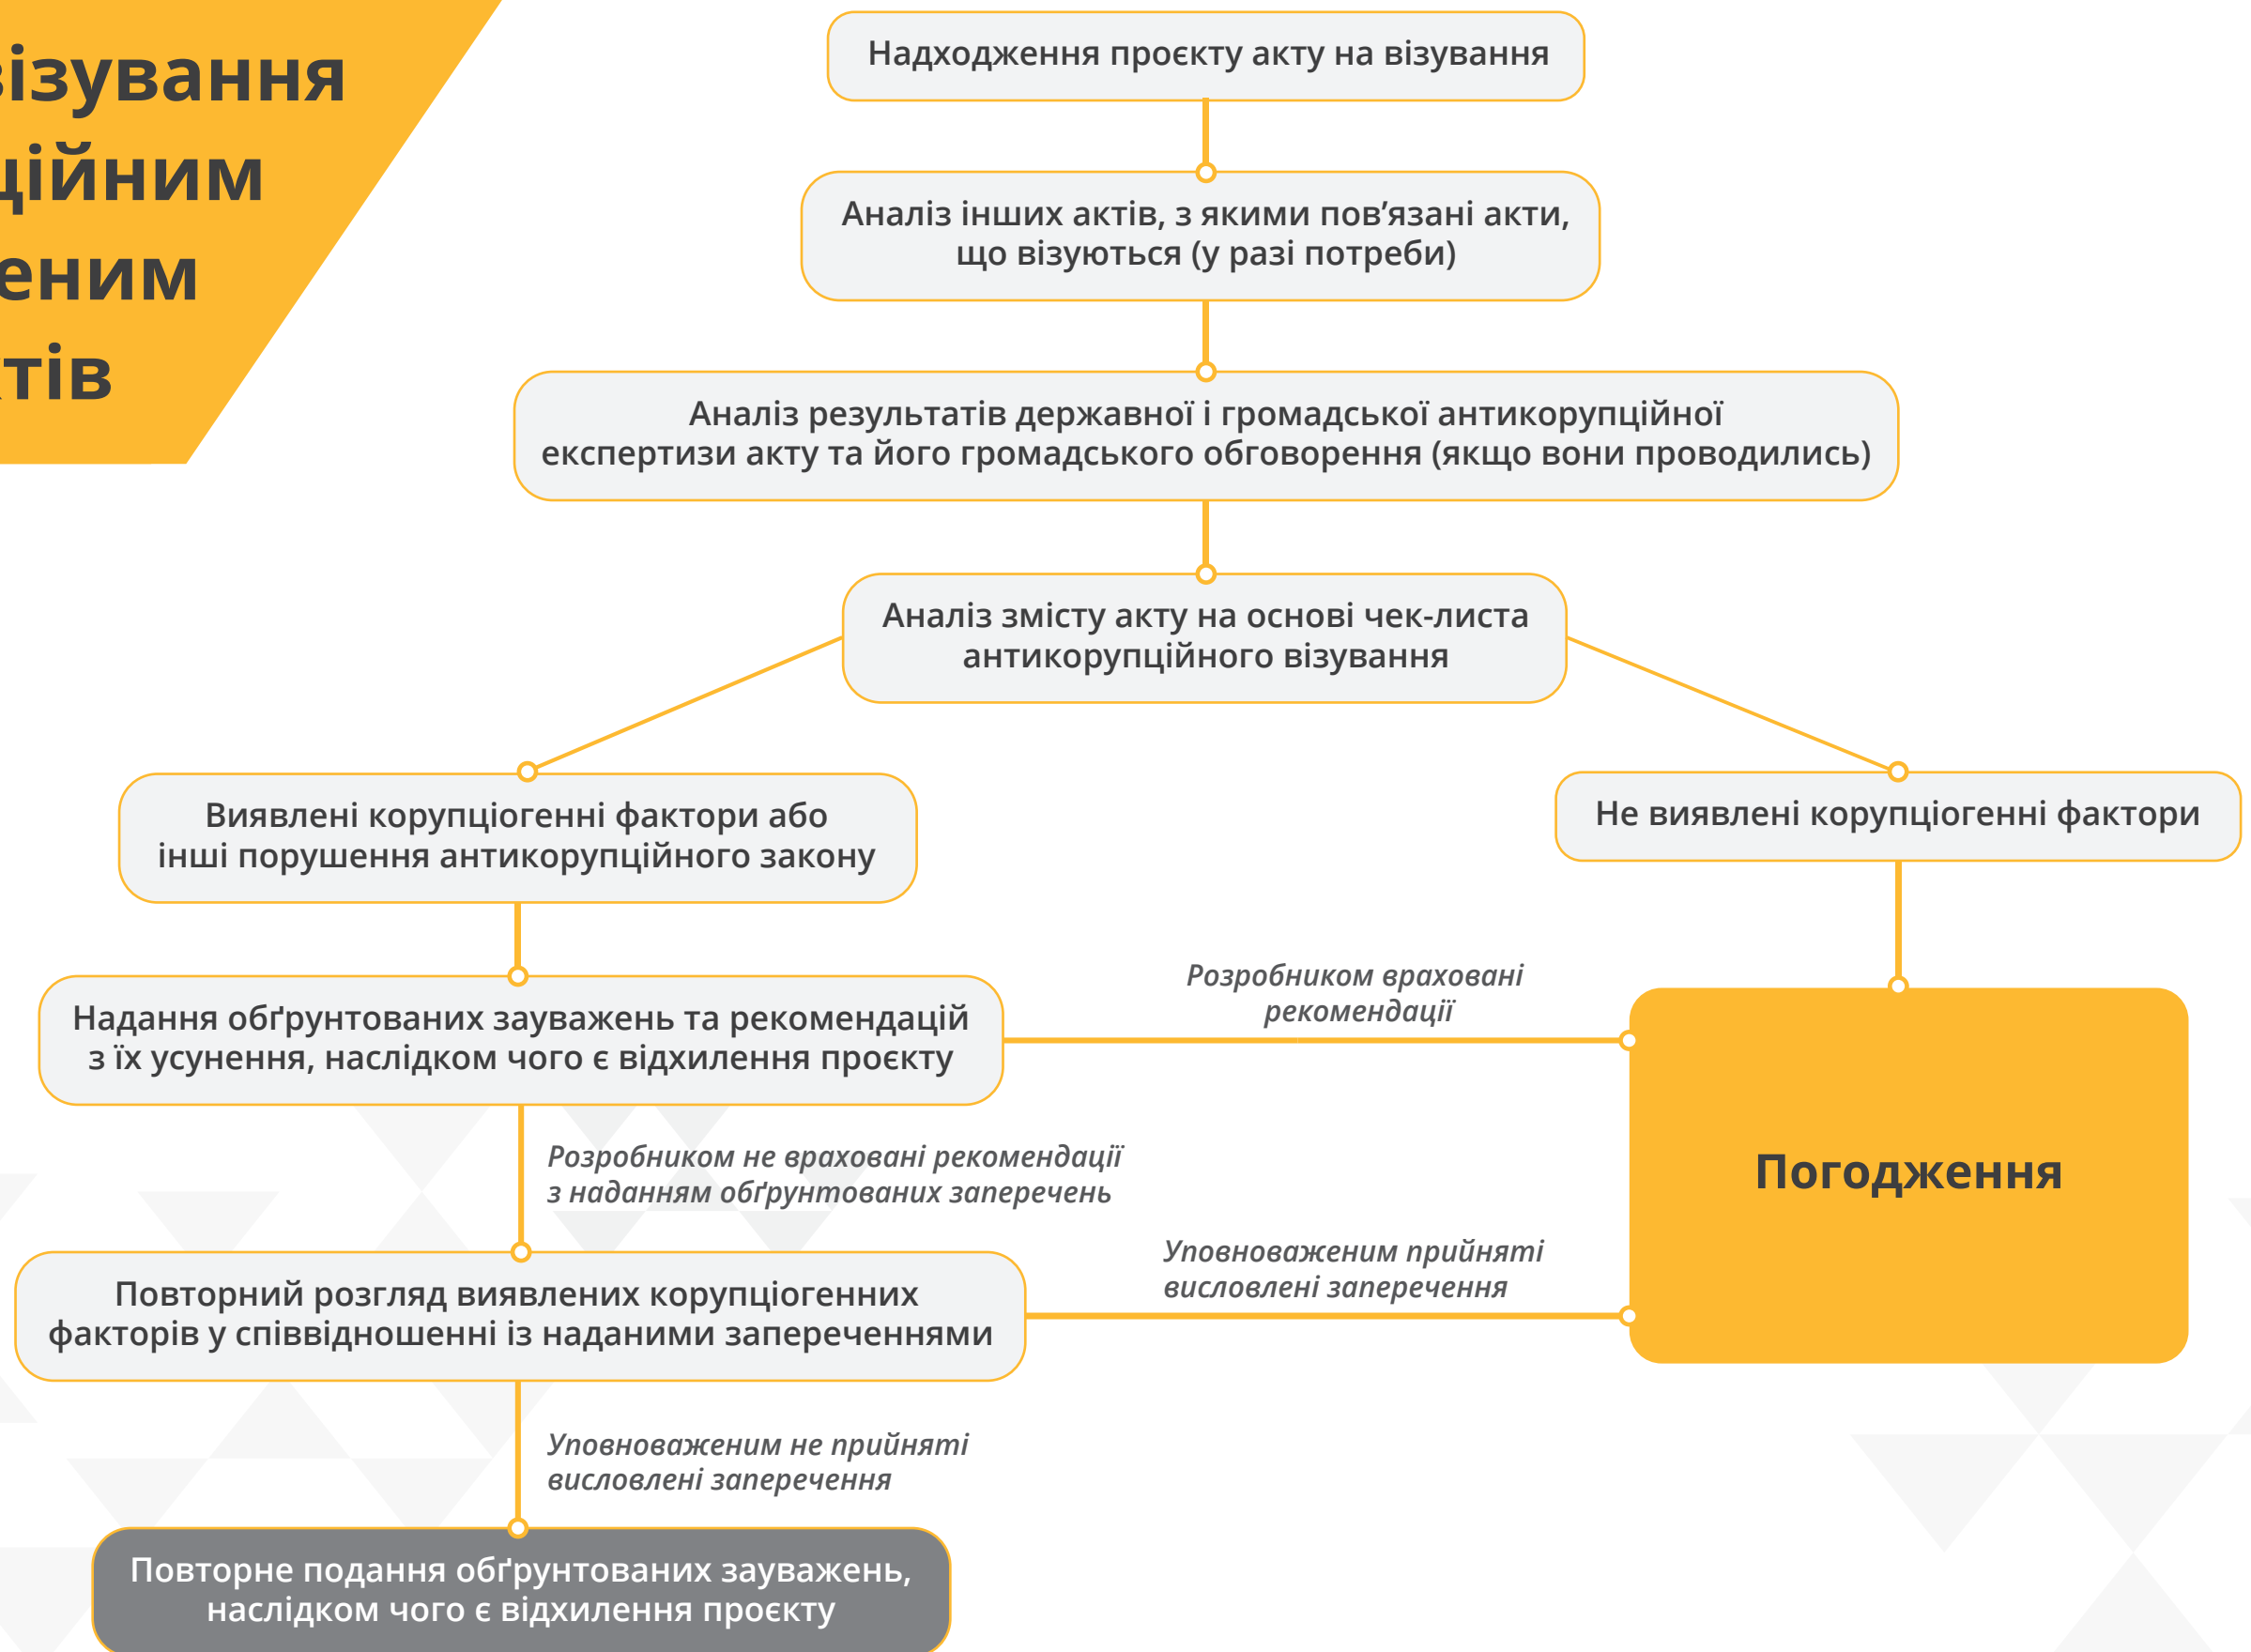 візування
ційним
еним
ктів
Надходження проєкту акту на візування
Аналіз інших актів, з якими пов’язані акти,
що візуються (у разі потреби)
Аналіз результатів державної і громадської антикорупційної
експертизи акту та його громадського обговорення (якщо вони проводились)
Аналіз змісту акту на основі чек-листа
антикорупційного візування
Виявлені корупціогенні фактори або
інші порушення антикорупційного закону
Не виявлені корупціогенні фактори
Надання обґрунтованих зауважень та рекомендацій
з їх усунення, наслідком чого є відхилення проєкту
Розробником враховані
рекомендації
Погодження
Розробником не враховані рекомендації
з наданням обґрунтованих заперечень
Повторний розгляд виявлених корупціогенних
факторів у співвідношенні із наданими запереченнями
Уповноваженим прийняті
висловлені заперечення
Уповноваженим не прийняті
висловлені заперечення
Повторне подання обґрунтованих зауважень,
наслідком чого є відхилення проєкту